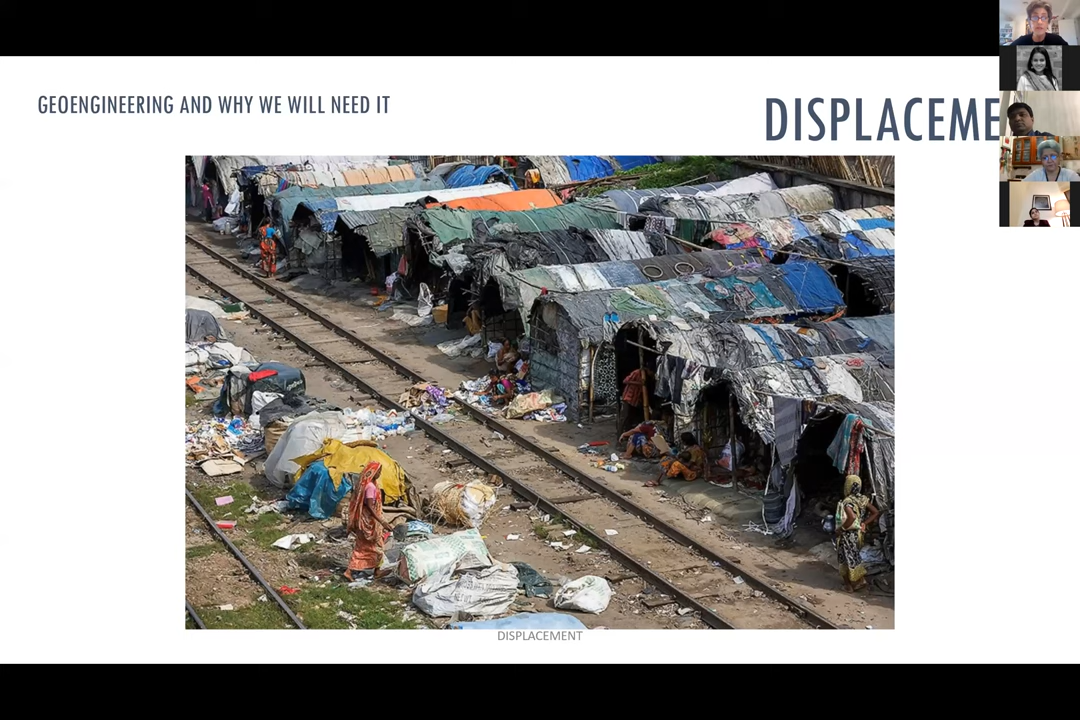 GEOENGINEERING AND WHY WE WILL NEED IT
DISPLACEME
DISPLACEMENT